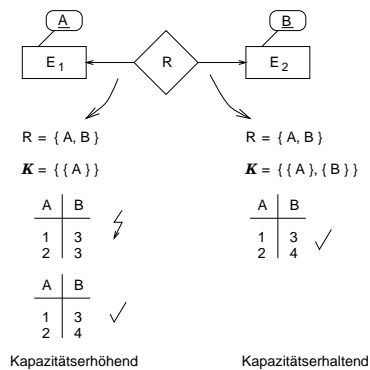 A
B
E1
R
E2
R = { A, B }
K = { { A } }
A B
1 3
2 3
A B
1 3
2 4
Kapazitätserhöhend
R = { A, B }
K = { { A }, { B } }
A B
1 3
2 4
Kapazitätserhaltend